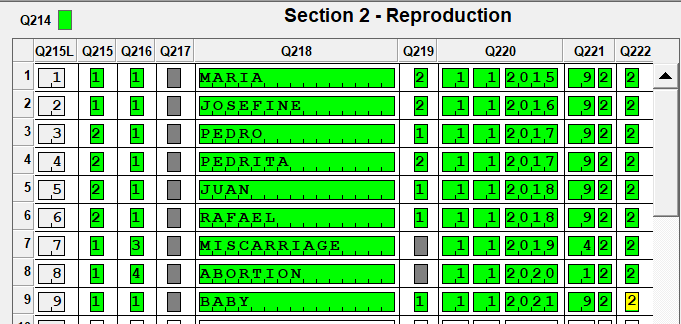 Q214 Section 2 - Reproduction
Q215L Q215 Q216 Q217 Q218 Q219 Q220 Q221 Q222
1 1 1 1 MARIA 2 1 1 2015 9 2 2
2 2 1 1 JOSEFINE 2 1 1 2016 9 2 2
3 3 2 1 PEDRO 1 1 1 2017 9 2 2
4 4 2 1 PEDRITA 2 1 1 2017 9 2 2
5 5 2 1 JUAN 1 1 1 2018 9 2 2
6 6 2 1 RAFAEL 1 1 1 2018 9 2 2
7 7 1 3 MISCARRIAGE 1 1 2019 4 2 2
8 8 1 4 ABORTION 1 1 2020 1 2 2
9 9 1 1 BABY 1 1 1 2021 9 2 2